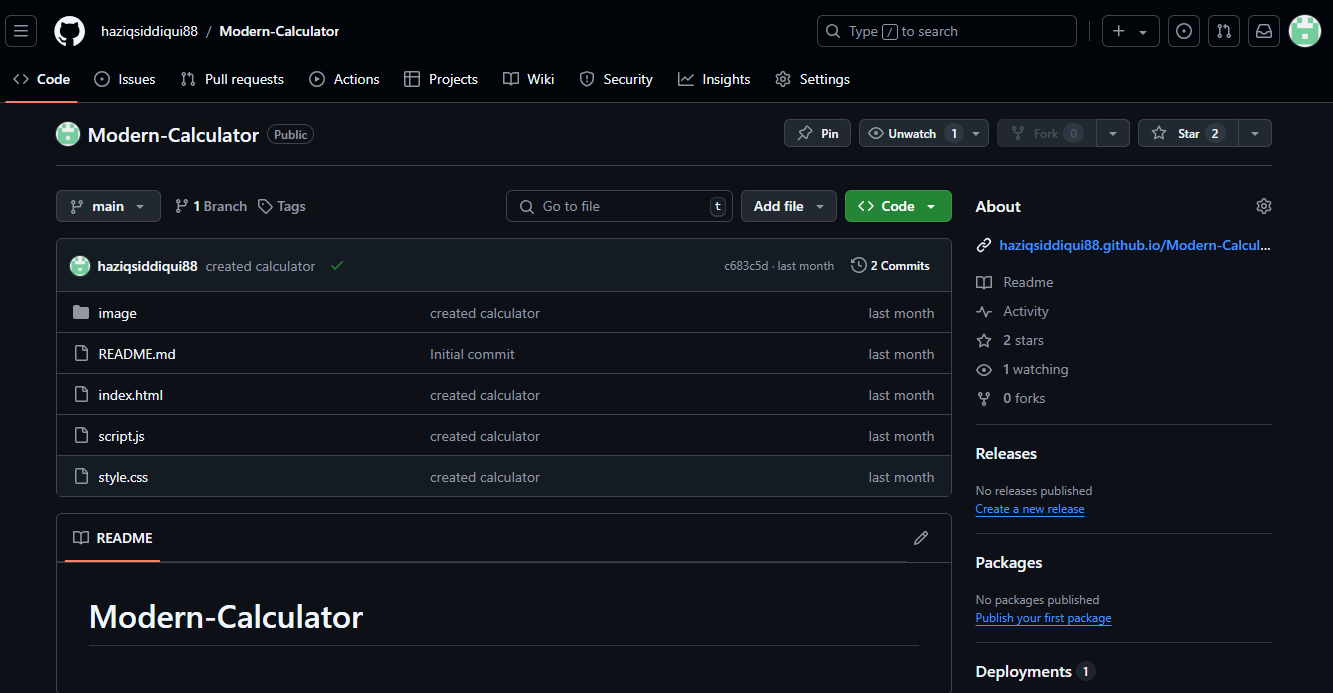 haziqsiddiqui88 / Modern-Calculator
Type / to search
Code Issues Pull requests Actions Projects Wiki Security Insights Settings
Modern-Calculator Public
Pin Unwatch 1 Fork 0 Star 2
main 1 Branch Tags
Go to file t Add file Code
haziqsiddiqui88 created calculator c683c5d · last month 2 Commits
image created calculator last month
README.md Initial commit last month
index.html created calculator last month
script.js created calculator last month
style.css created calculator last month
README
Modern-Calculator
About
haziqsiddiqui88.github.io/Modern-Calcul...
Readme
Activity
2 stars
1 watching
0 forks
Releases
No releases published
Create a new release
Packages
No packages published
Publish your first package
Deployments 1